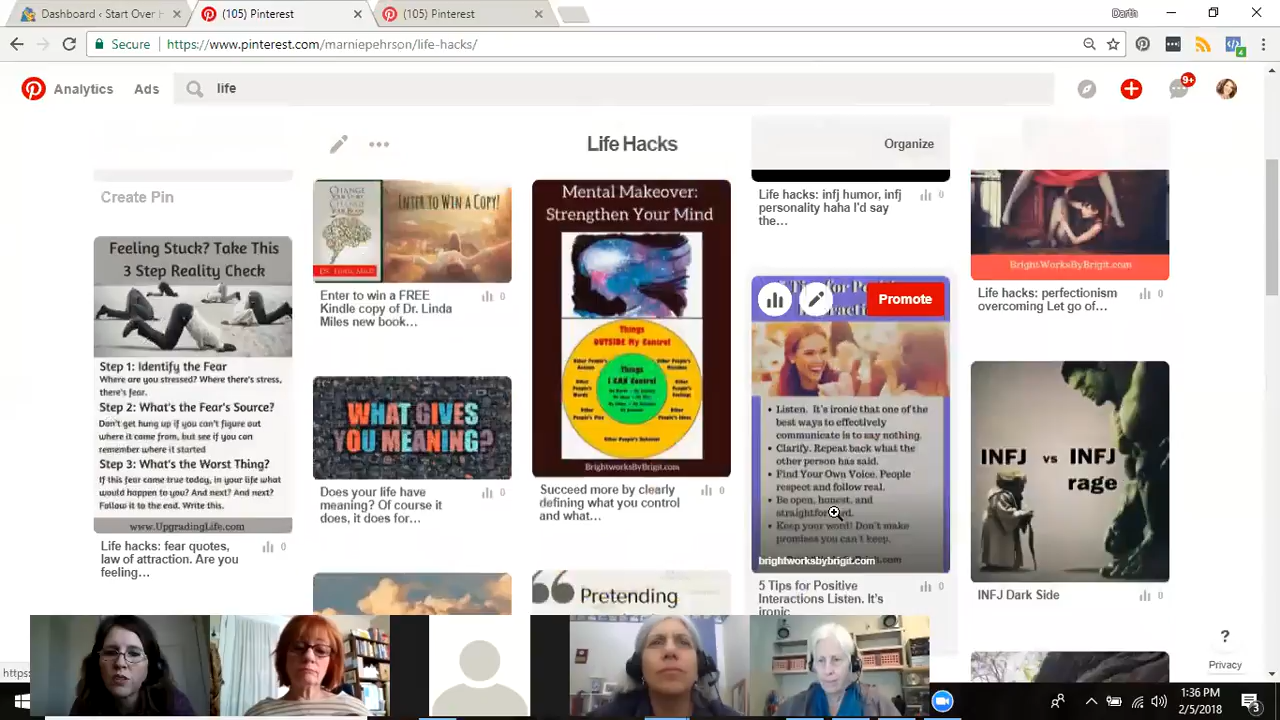 Dashboard ‹ Start Over H
(105) Pinterest
(105) Pinterest
Darth
Secure
https://www.pinterest.com/marniepehrson/life-hacks/
4
Analytics
Ads
life
9+
Life Hacks
Organize
Create Pin
Feeling Stuck? Take This
3 Step Reality Check
Step 1: Identify the Fear
Where are you stressed? Where there's stress,
there's fear.
Step 2: What's the Fear's Source?
Don't get hung up if you can't figure out
where it came from, but see if you can
remember where it started
Step 3: What's the Worst Thing?
If this fear came true today, in your life what
would happen to you? And next? And next?
Follow it to the end. Write this.
www.UpgradingLife.com
Life hacks: fear quotes,
law of attraction. Are you
feeling...
0
CHANGE
ENTER TO WIN A COPY!
Enter to win a FREE
Kindle copy of Dr. Linda
Miles new book...
0
WHAT GIVES
YOU MEANING?
Does your life have
meaning? Of course it
does, it does for...
0
Mental Makeover:
Strengthen Your Mind
Things
OUTSIDE My Control
Things
I CAN Control
Other People's Behavior
BrightworksByBrigit.com
Succeed more by clearly
defining what you control
and what...
0
Pretending
Life hacks: infj humor, infj
personality haha I'd say
the...
0
Promote
Listen. It's ironic that one of the
best ways to effectively
communicate is to say nothing.
Clarify. Repeat back what the
other person has said.
Find Your Own Voice. People
respect and follow real.
Be open, honest, and
straightforward.
Keep your word! Don't make
promises you can't keep.
brightworksbybrigit.com
5 Tips for Positive
Interactions Listen. It's
ironic
0
BrightWorksByBrigit.com
Life hacks: perfectionism
overcoming Let go of...
0
INFJ vs INFJ
rage
INFJ Dark Side
0
?
Privacy
https
1:36 PM
2/5/2018
3